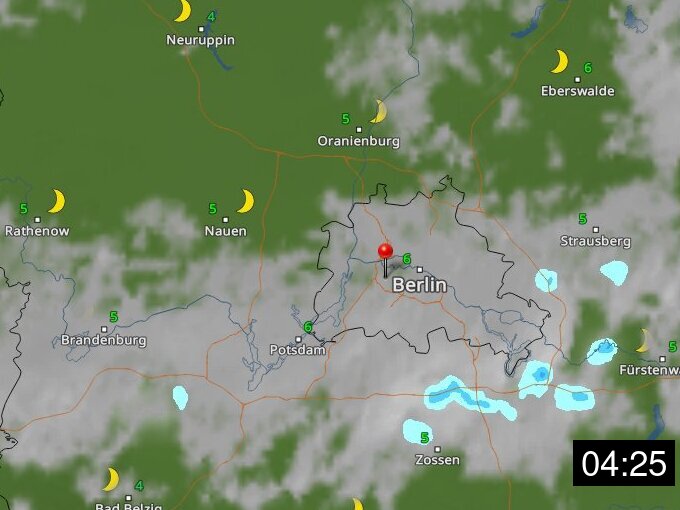 4
Neuruppin
6
Eberswalde
5
Oranienburg
5
Rathenow
5
Nauen
5
Strausberg
6
Berlin
5
Brandenburg
6
Potsdam
5
Fürstenwa
5
Zossen
04:25
4
Bad Belzig